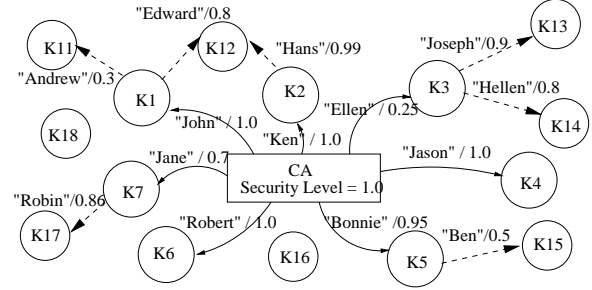 "Edward"/0.8
K13
K11
K12
"Hans"/0.99
"Joseph"/0.9
"Andrew"/0.3
K1
K2
K3
"Hellen"/0.8
"Ellen" / 0.25
K18
"John" / 1.0
K14
"Ken" / 1.0
"Jane" / 0.7
CA
"Jason" / 1.0
Security Level = 1.0
K7
K4
"Robin"/0.86
"Robert" / 1.0
"Bonnie"/0.95
K17
"Ben"/0.5
K15
K6
K16
K5